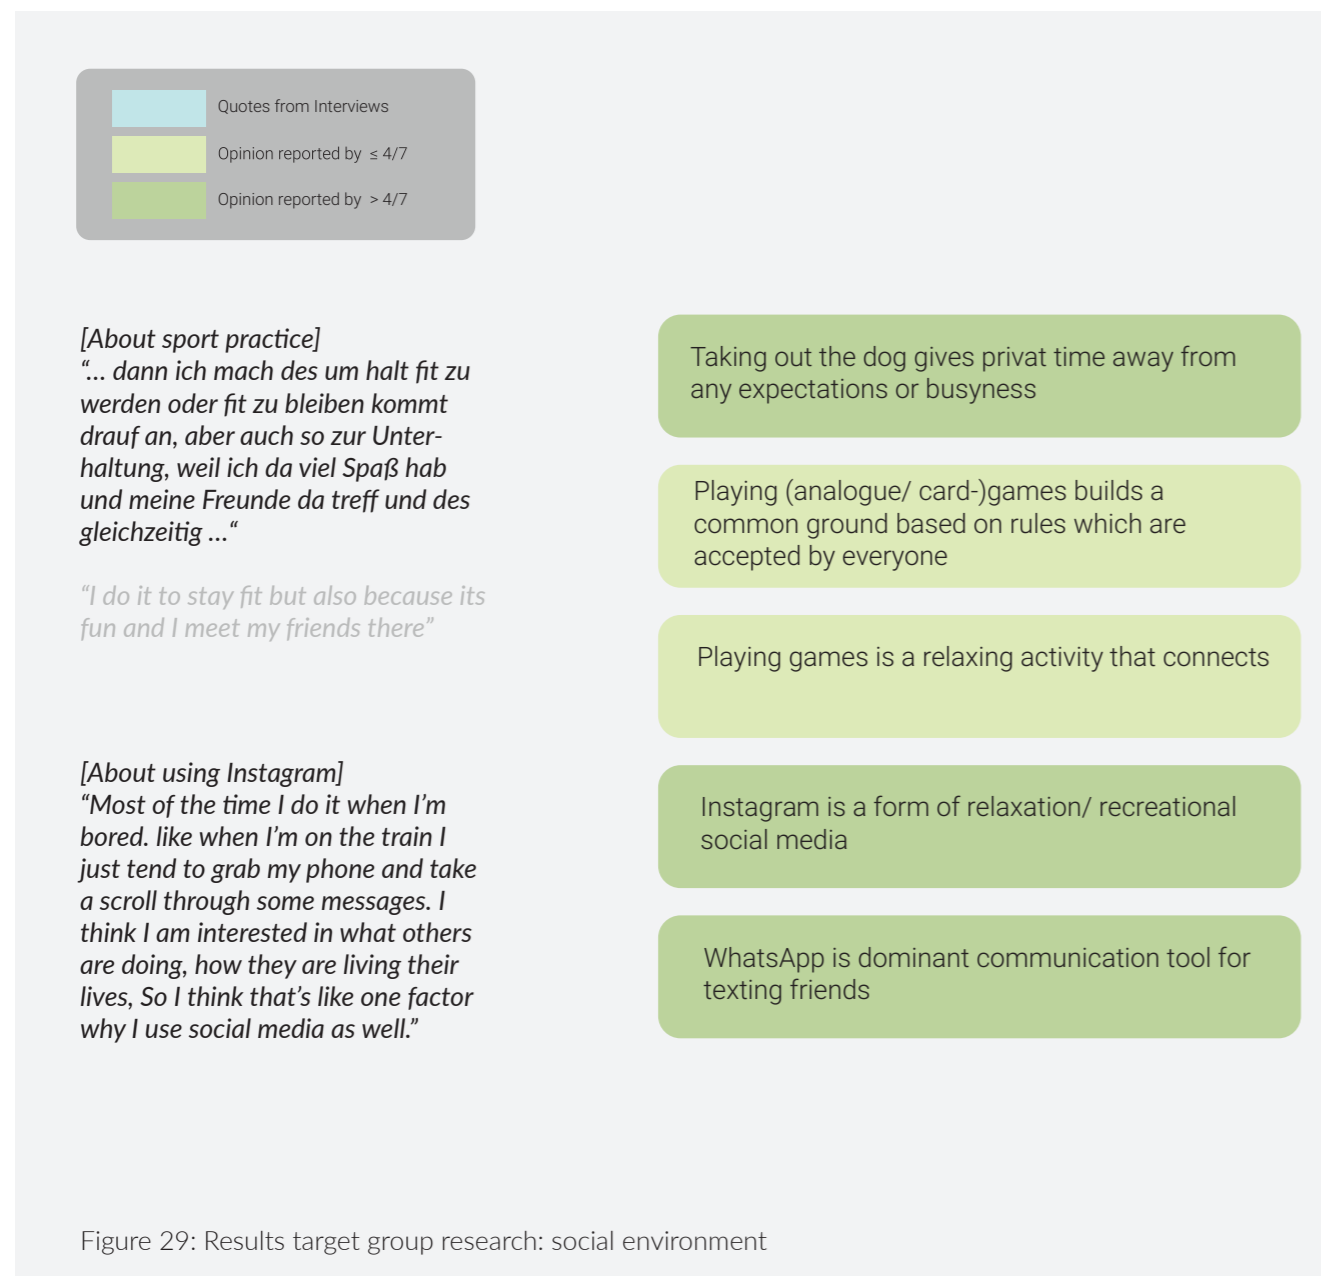 Quotes from Interviews
Opinion reported by ≤ 4/7
Opinion reported by > 4/7
[About sport practice]
“... dann ich mach des um halt fit zu
werden oder fit zu bleiben kommt
drauf an, aber auch so zur Unter-
haltung, weil ich da viel Spaß hab
und meine Freunde da treff und des
gleichzeitig ...“
“I do it to stay fit but also because its
fun and I meet my friends there”
[About using Instagram]
“Most of the time I do it when I’m
bored. like when I’m on the train I
just tend to grab my phone and take
a scroll through some messages. I
think I am interested in what others
are doing, how they are living their
lives, So I think that’s like one factor
why I use social media as well.”
Taking out the dog gives privat time away from
any expectations or busyness
Playing (analogue/ card-)games builds a
common ground based on rules which are
accepted by everyone
Playing games is a relaxing activity that connects
Instagram is a form of relaxation/ recreational
social media
WhatsApp is dominant communication tool for
texting friends
Figure 29: Results target group research: social environment